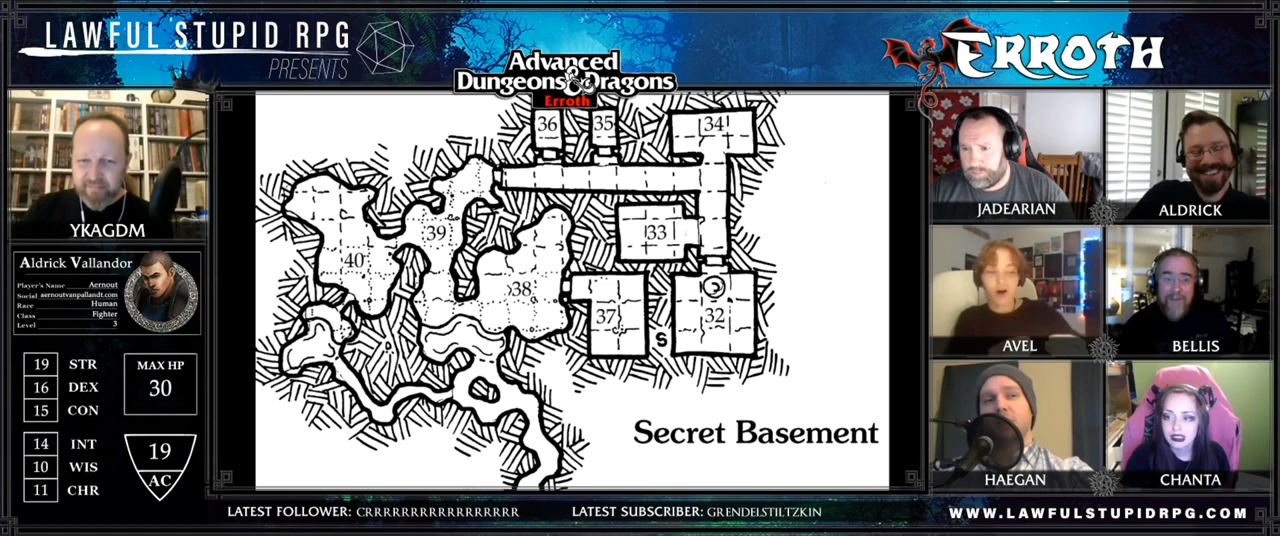 LAWFUL STUPID RPG
PRESENTS
Advanced
Dungeons & Dragons
Erroth
ERROTH
YKAGDM
Aldrick Vallandor
Player's Name Aernout
Social aernoutvanpallandt.com
Race Human
Class Fighter
Level 3
19 STR
16 DEX
15 CON
14 INT
10 WIS
11 CHR
MAX HP
30
19
AC
36
35
34
33
39
40
38
37
32
S
Secret Basement
JADEARIAN
ALDRICK
AVEL
BELLIS
HAEGAN
CHANTA
LATEST FOLLOWER: CRRRRRRRRRRRRRRRRRR
LATEST SUBSCRIBER: GRENDELSTILTZKIN
WWW.LAWFULSTUPIDRPG.COM